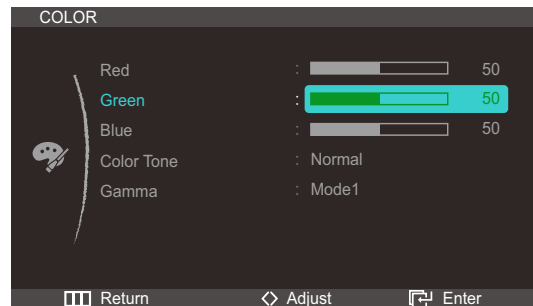 COLOR
Red : 50
Green : 50
Blue : 50
Color Tone : Normal
Gamma : Mode1
Return Adjust Enter